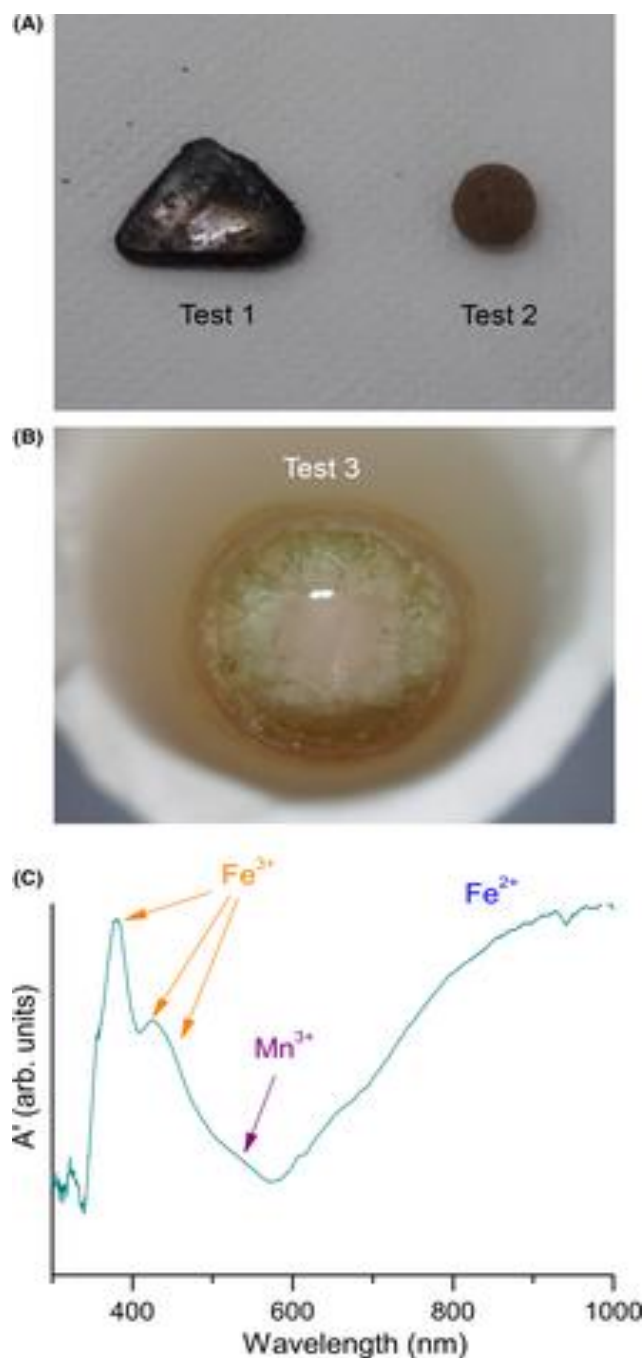 (A)
Test 1
Test 2
(B)
Test 3
(C)
Fe³⁺
Fe²⁺
Mn³⁺
A' (arb. units)
400 600 800 1000
Wavelength (nm)